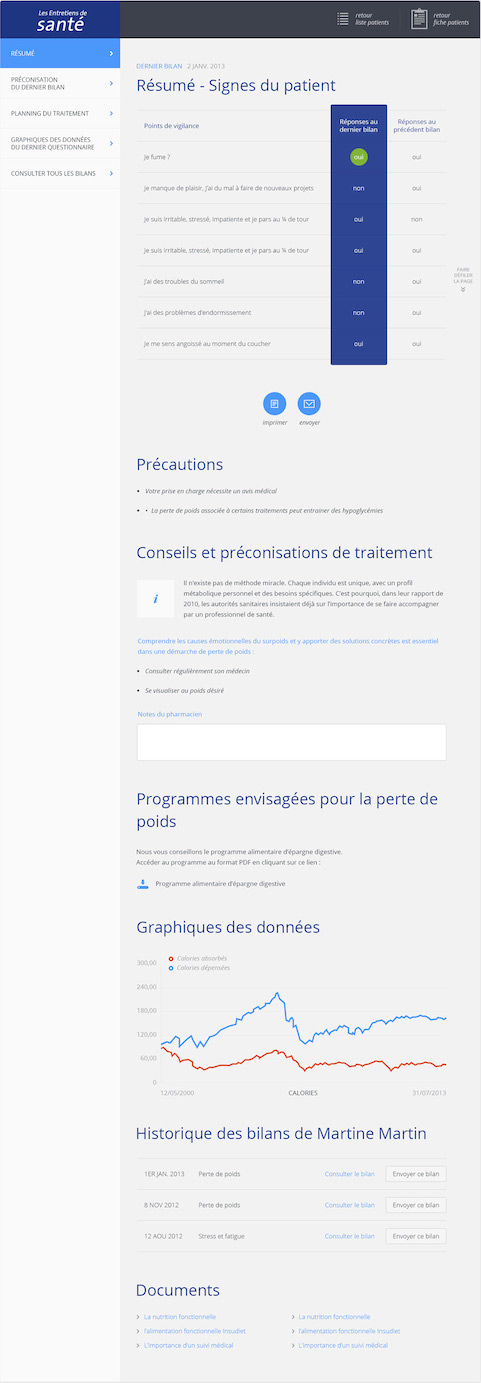 Les Entretiens de
santé
retour
liste patients
retour
fiche patients
RÉSUMÉ
PRÉCONISATION
DU DERNIER BILAN
PLANNING DU TRAITEMENT
GRAPHIQUES DES DONNÉES
DU DERNIER QUESTIONNAIRE
CONSULTER TOUS LES BILANS
DERNIER BILAN 2 JANV. 2013
Résumé - Signes du patient
Points de vigilance
Réponses au
dernier bilan
Réponses au
précédent bilan
Je fume ? oui oui
Je manque de plaisir, j'ai du mal à faire de nouveaux projets non oui
Je suis irritable, stressé, impatiente et je pars au ¼ de tour oui non
Je suis irritable, stressé, impatiente et je pars au ¼ de tour oui oui
J'ai des troubles du sommeil non oui
J'ai des problèmes d'endormissement non oui
Je me sens angoissé au moment du coucher oui oui
FAIRE
DÉFILER
LA PAGE
imprimer envoyer
Précautions
• Votre prise en charge nécessite un avis médical
• • La perte de poids associée à certains traitements peut entrainer des hypoglycémies
Conseils et préconisations de traitement
i
Il n'existe pas de méthode miracle. Chaque individu est unique, avec un profil
métabolique personnel et des besoins spécifiques. C'est pourquoi, dans leur rapport de
2010, les autorités sanitaires insistaient déjà sur l'importance de se faire accompagner
par un professionnel de santé.
Comprendre les causes émotionnelles du surpoids et y apporter des solutions concrètes est essentiel
dans une démarche de perte de poids :
• Consulter régulièrement son médecin
• Se visualiser au poids désiré
Notes du pharmacien
Programmes envisagées pour la perte de
poids
Nous vous conseillons le programme alimentaire d'épargne digestive.
Accéder au programme au format PDF en cliquant sur ce lien :
Programme alimentaire d'épargne digestive
Graphiques des données
Calories absorbés
Calories dépensées
300,00
240,00
180,00
120,00
60,00
0
12/05/2000 CALORIES 31/07/2013
Historique des bilans de Martine Martin
1ER JAN. 2013 Perte de poids Consulter le bilan Envoyer ce bilan
8 NOV 2012 Perte de poids Consulter le bilan Envoyer ce bilan
12 AOU 2012 Stress et fatigue Consulter le bilan Envoyer ce bilan
Documents
La nutrition fonctionnelle La nutrition fonctionnelle
l'alimentation fonctionnelle Insudiet l'alimentation fonctionnelle Insudiet
L'importance d'un suivi médical L'importance d'un suivi médical